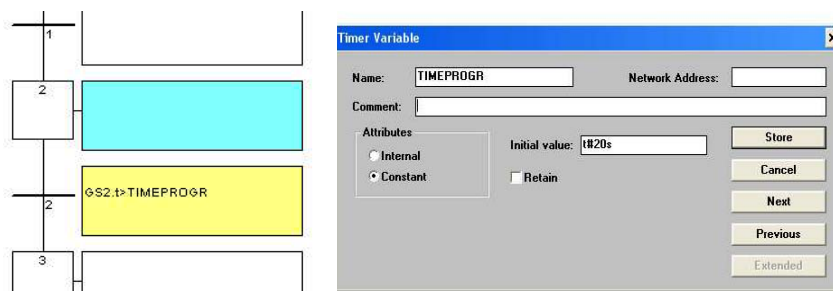 1
2
GS2.t>TIMEPROGR
2
3
Timer Variable
Name: TIMEPROGR Network Address:
Comment:
Attributes
Internal
Constant
Initial value: t#20s
Retain
Store
Cancel
Next
Previous
Extended